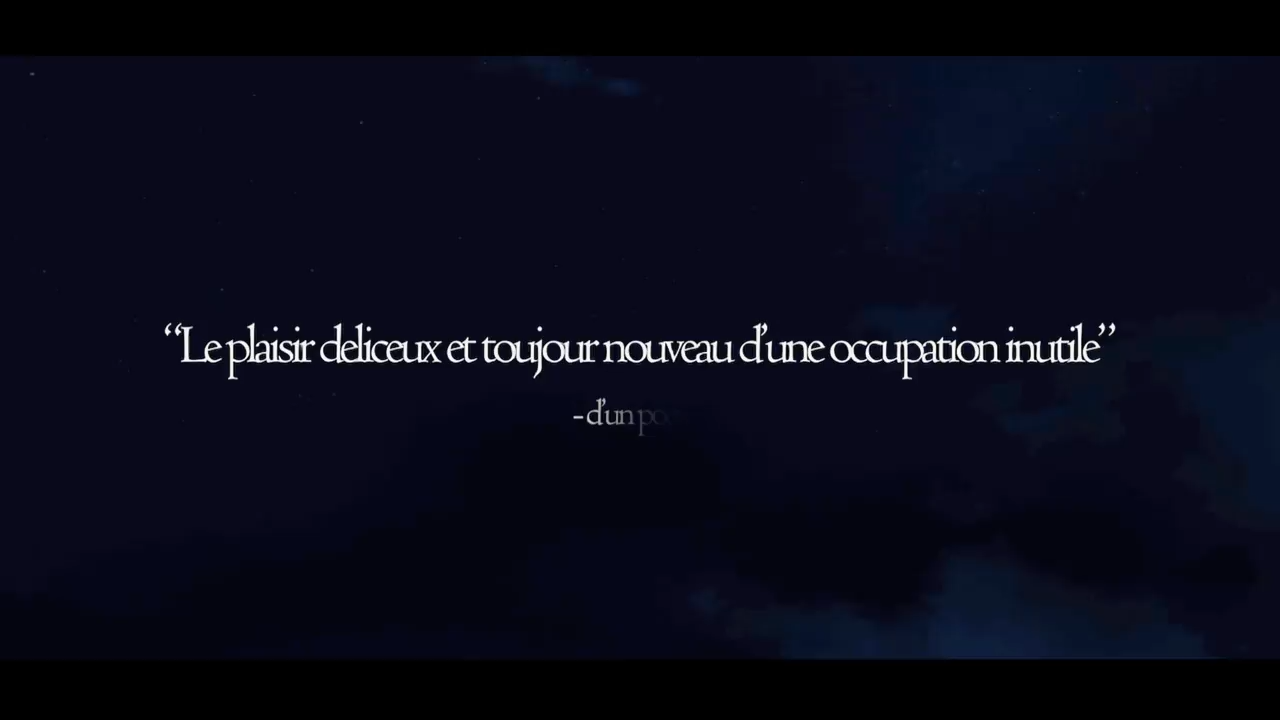 “Le plaisir deliceux et toujour nouveau d’une occupation inutile”
- d’un